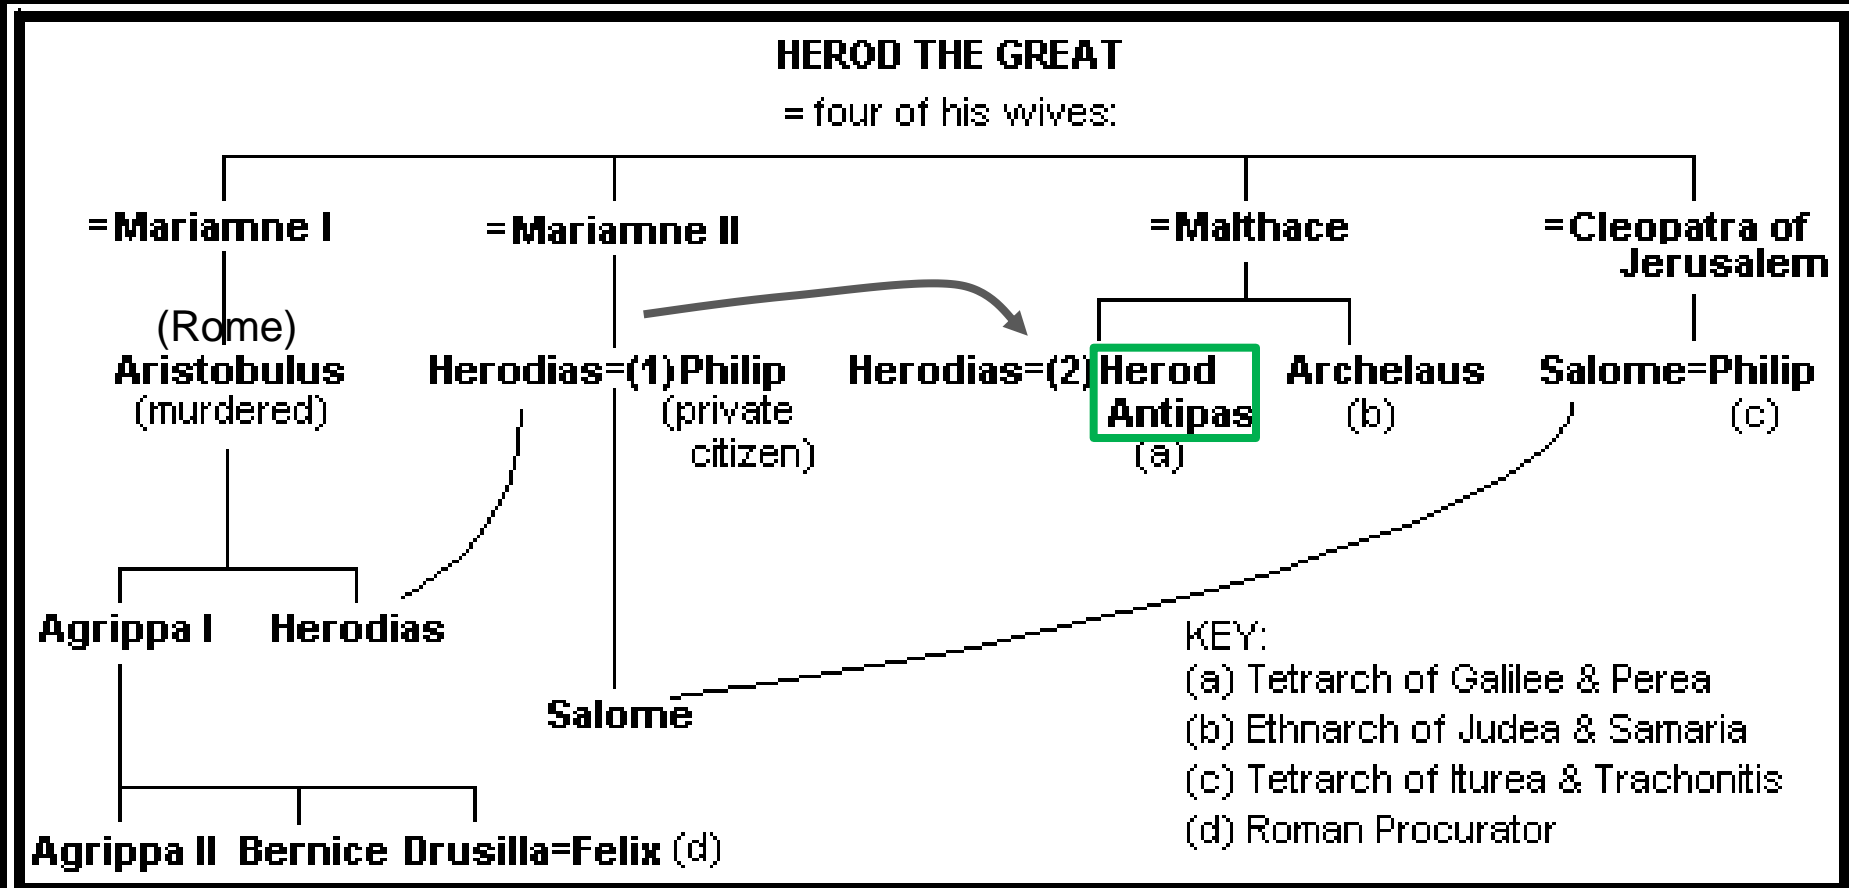 HEROD THE GREAT
= four of his wives:
=Mariamne I
=Mariamne II
=Malthace
=Cleopatra of
Jerusalem
(Rome)
Aristobulus
(murdered)
Herodias=(1)Philip
(private
citizen)
Herodias=(2)Herod
Antipas
(a)
Archelaus
(b)
Salome=Philip
(c)
Agrippa I
Herodias
Salome
Agrippa II Bernice Drusilla=Felix (d)
KEY:
(a) Tetrarch of Galilee & Perea
(b) Ethnarch of Judea & Samaria
(c) Tetrarch of Iturea & Trachonitis
(d) Roman Procurator